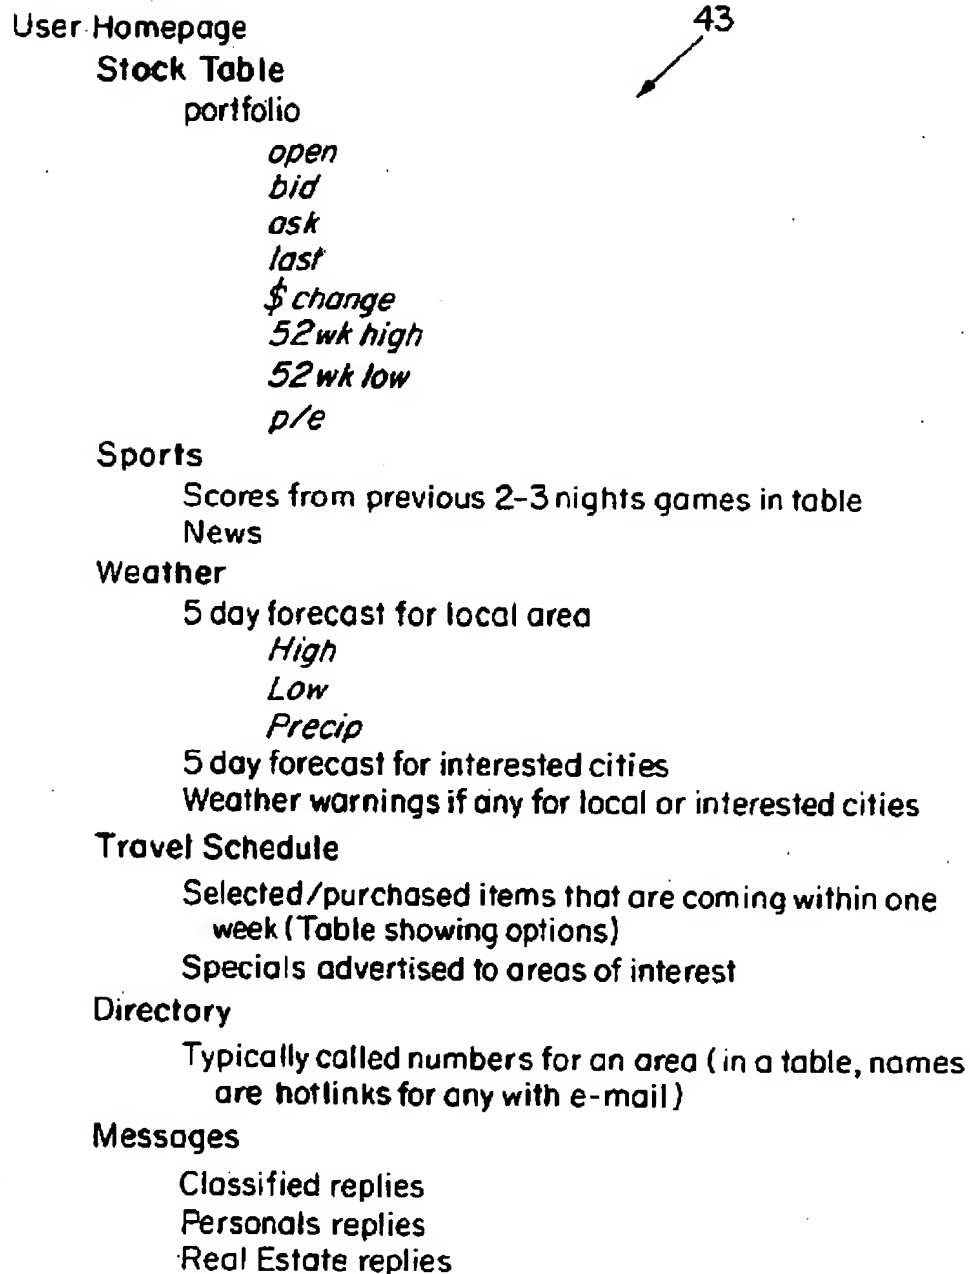 User Homepage
43
Stock Table
portfolio
open
bid
ask
last
$ change
52wk high
52 wk low
p/e
Sports
Scores from previous 2-3 nights games in table
News
Weather
5 day forecast for local area
High
Low
Precip
5 day forecast for interested cities
Weather warnings if any for local or interested cities
Travel Schedule
Selected/purchased items that are coming within one
week (Table showing options)
Specials advertised to areas of interest
Directory
Typically called numbers for an area (in a table, names
are hotlinks for any with e-mail)
Messages
Classified replies
Personals replies
Real Estate replies